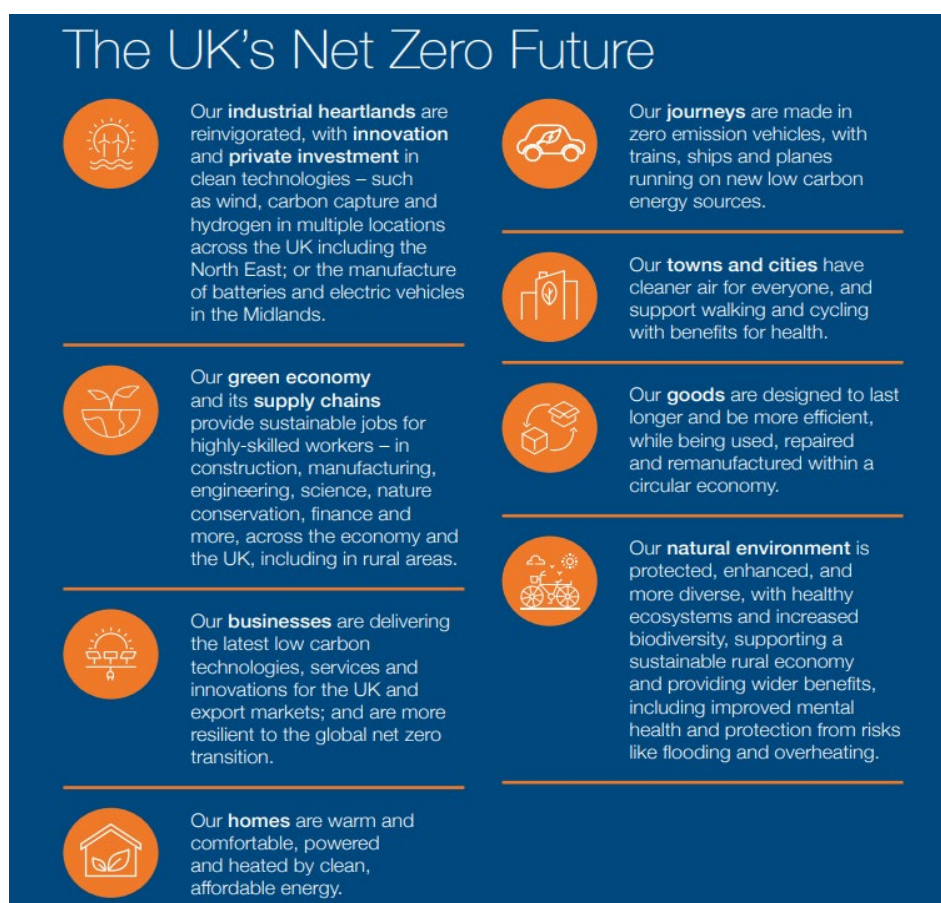 The UK's Net Zero Future
Our industrial heartlands are
reinvigorated, with innovation
and private investment in
clean technologies – such
as wind, carbon capture and
hydrogen in multiple locations
across the UK including the
North East; or the manufacture
of batteries and electric vehicles
in the Midlands.
Our green economy
and its supply chains
provide sustainable jobs for
highly-skilled workers – in
construction, manufacturing,
engineering, science, nature
conservation, finance and
more, across the economy and
the UK, including in rural areas.
Our businesses are delivering
the latest low carbon
technologies, services and
innovations for the UK and
export markets; and are more
resilient to the global net zero
transition.
Our homes are warm and
comfortable, powered
and heated by clean,
affordable energy.
Our journeys are made in
zero emission vehicles, with
trains, ships and planes
running on new low carbon
energy sources.
Our towns and cities have
cleaner air for everyone, and
support walking and cycling
with benefits for health.
Our goods are designed to last
longer and be more efficient,
while being used, repaired
and remanufactured within a
circular economy.
Our natural environment is
protected, enhanced, and
more diverse, with healthy
ecosystems and increased
biodiversity, supporting a
sustainable rural economy
and providing wider benefits,
including improved mental
health and protection from risks
like flooding and overheating.